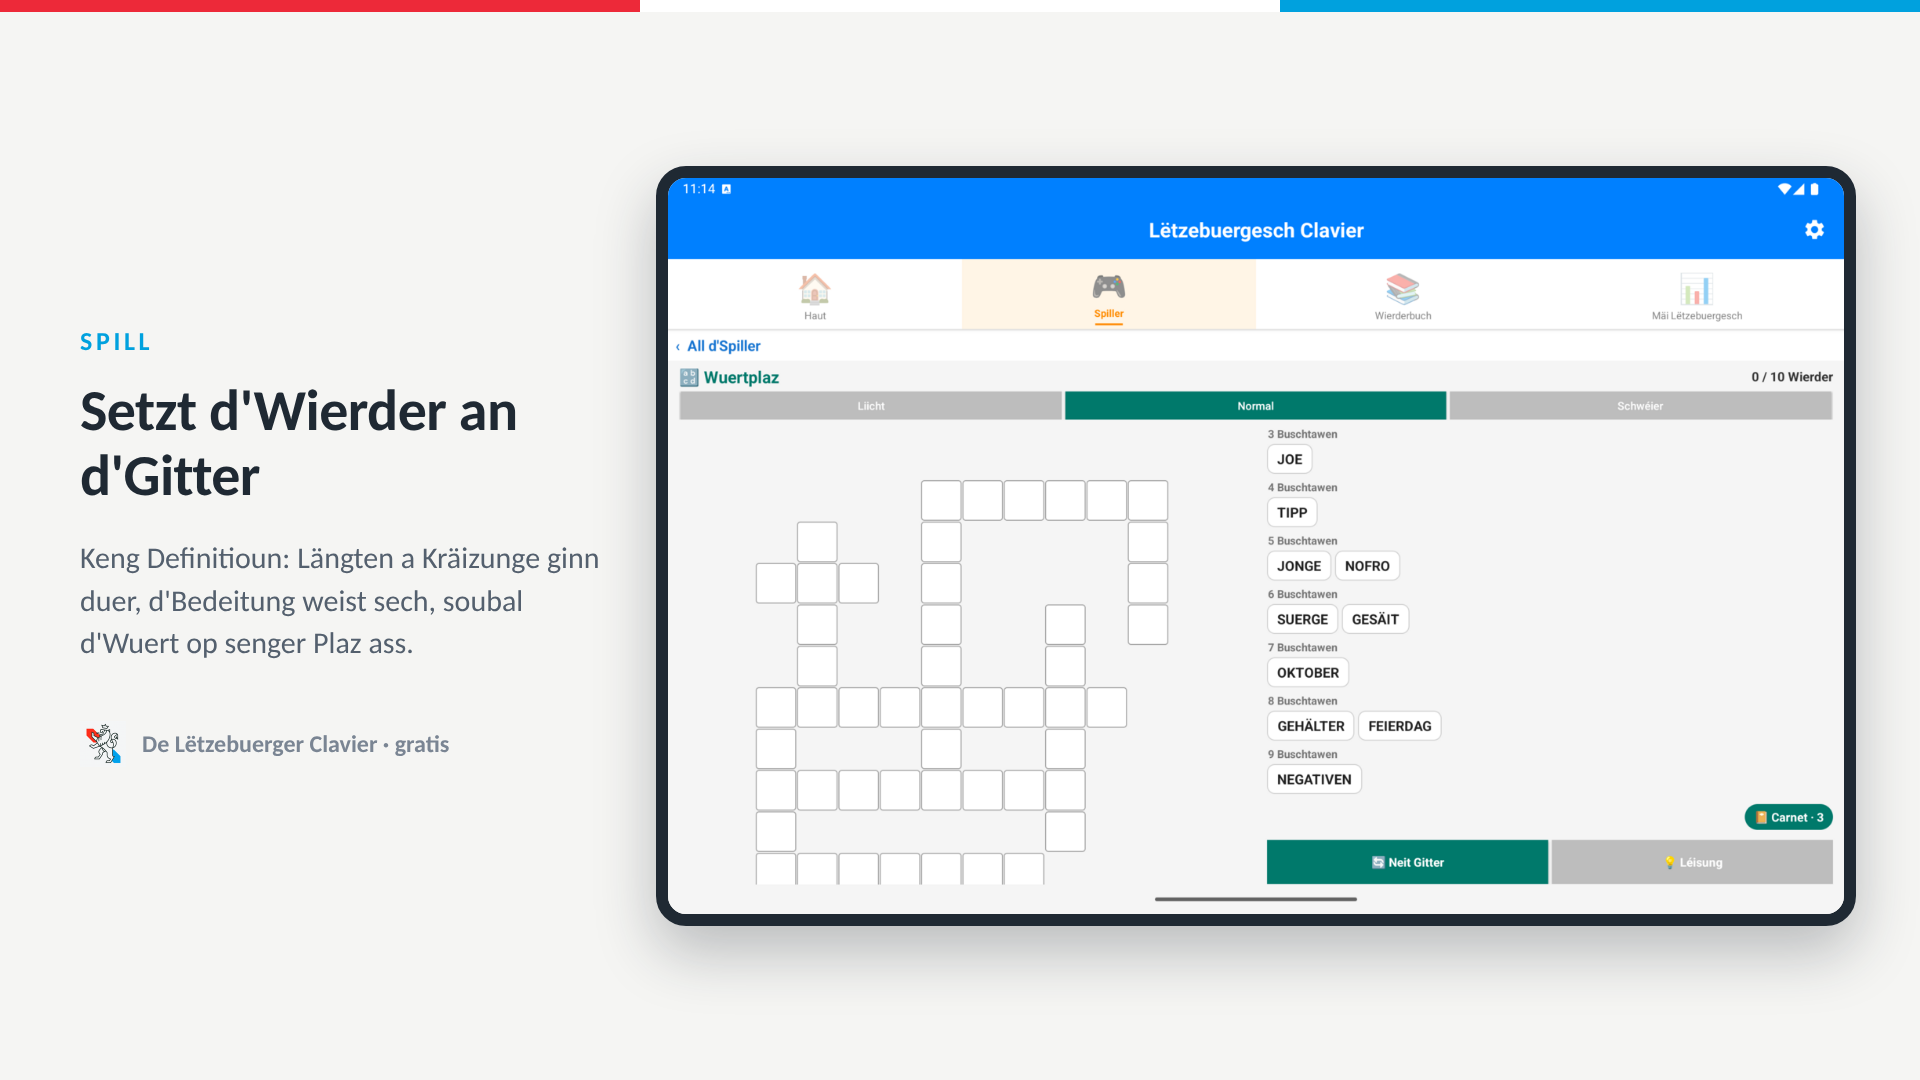 SPILL
Setzt d'Wierder an
d'Gitter
Keng Definitioun: Längten a Kräizunge ginn
duer, d'Bedeitung weist sech, soubal
d'Wuert op senger Plaz ass.
De Lëtzebuerger Clavier · gratis
11:14
Lëtzebuergesch Clavier
Haut
Spiller
Wierderbuch
Mäi Lëtzebuergesch
‹ All d'Spiller
Wuertplaz
0 / 10 Wierder
Liicht
Normal
Schwéier
3 Buschtawen
JOE
4 Buschtawen
TIPP
5 Buschtawen
JONGE NOFRO
6 Buschtawen
SUERGE GESÄIT
7 Buschtawen
OKTOBER
8 Buschtawen
GEHÄLTER FEIERDAG
9 Buschtawen
NEGATIVEN
Carnet · 3
Neit Gitter
Léisung